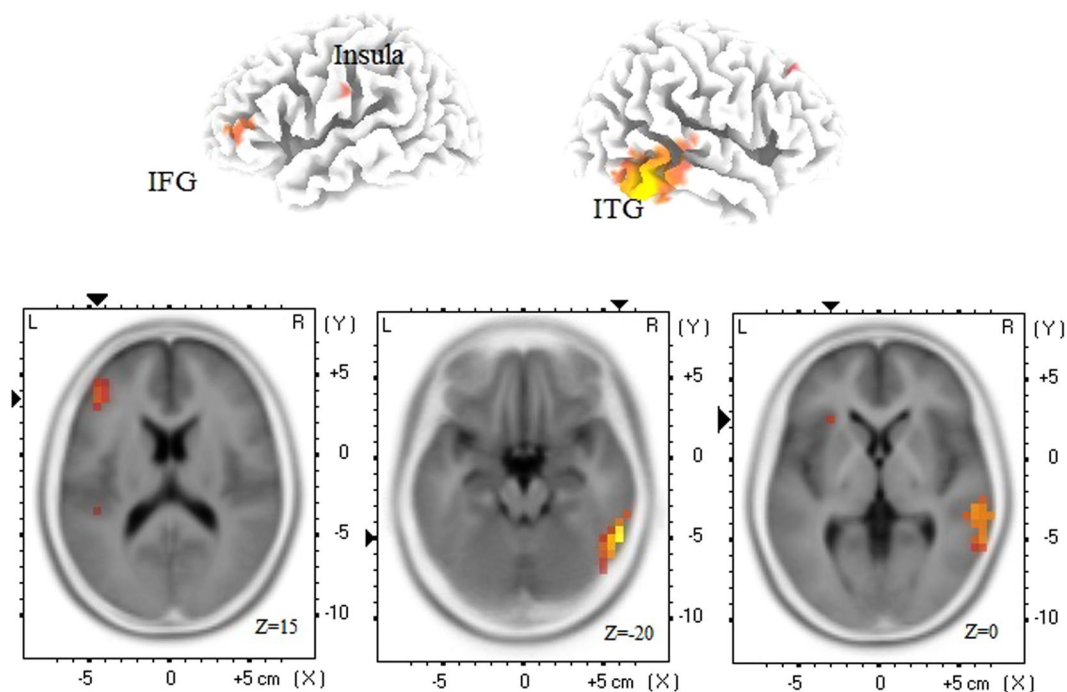 Insula
IFG
ITG
L R (Y)
+5
0
-5
-10
Z=15
-5 0 +5 cm (X)
L R (Y)
+5
0
-5
-10
Z=-20
-5 0 +5 cm (X)
L R (Y)
+5
0
-5
-10
Z=0
-5 0 +5 cm (X)